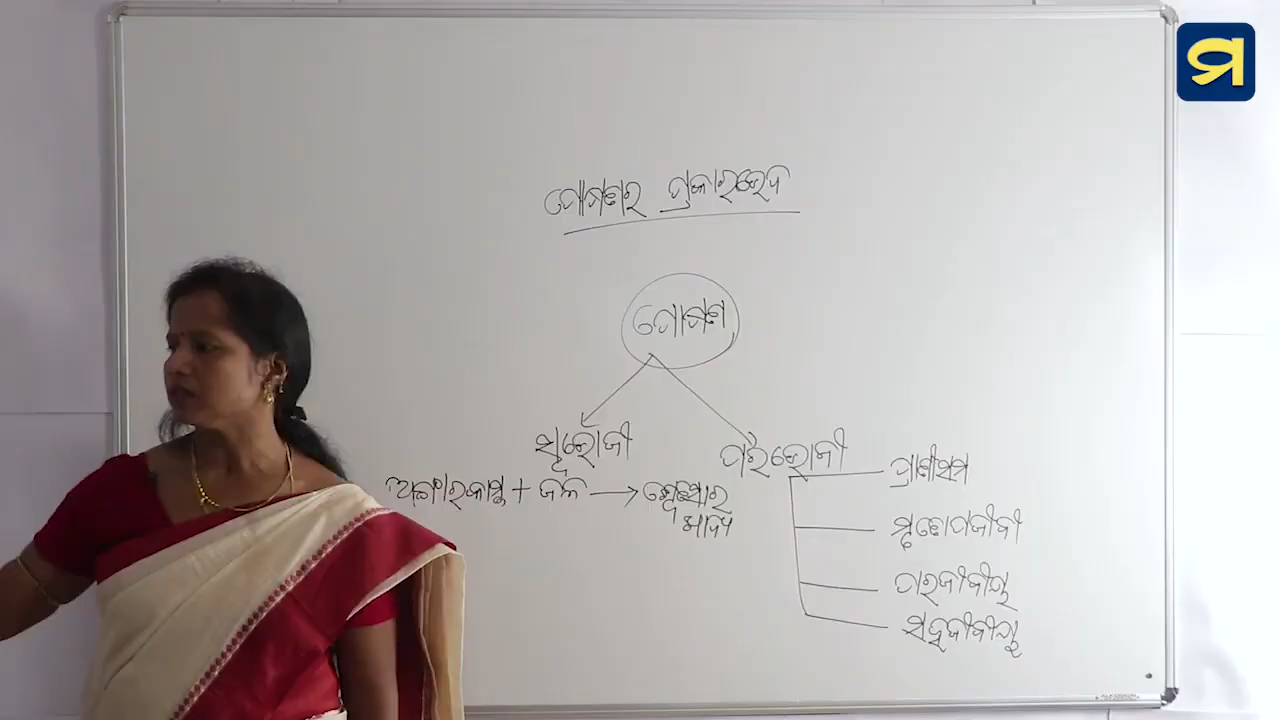 ପୋଷଣର ପ୍ରକାରଭେଦ
ପୋଷଣ
ସ୍ୱଭୋଜୀ
ପରଭୋଜୀ
ଅଙ୍ଗାରକାମ୍ଳ + ଜଳ → ଶ୍ୱେତସାର
ଖାଦ୍ୟ
ପ୍ରାଣୀସମ
ମୃତୋପଜୀବୀ
ପରଜୀବୀୟ
ସହଜୀବୀୟ
ମ